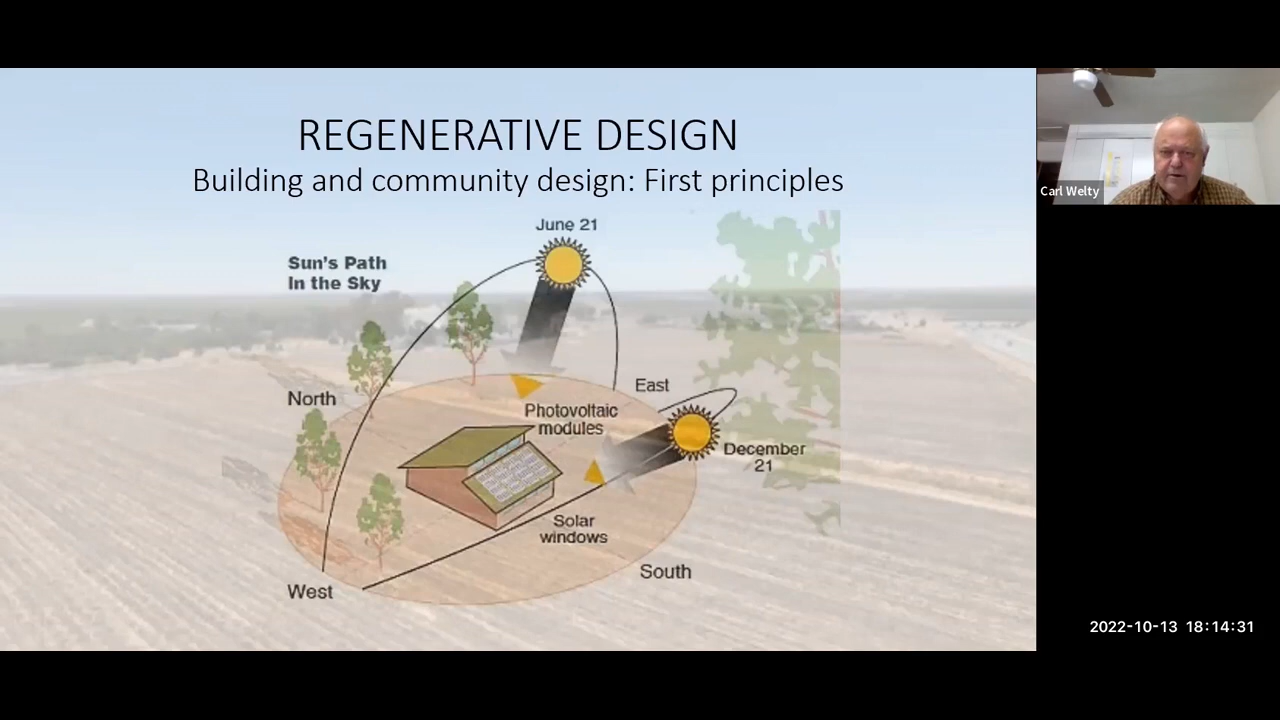 REGENERATIVE DESIGN
Building and community design: First principles
June 21
Sun's Path
In the Sky
North
East
Photovoltaic
modules
December
21
Solar
windows
South
West
Carl Welty
2022-10-13 18:14:31